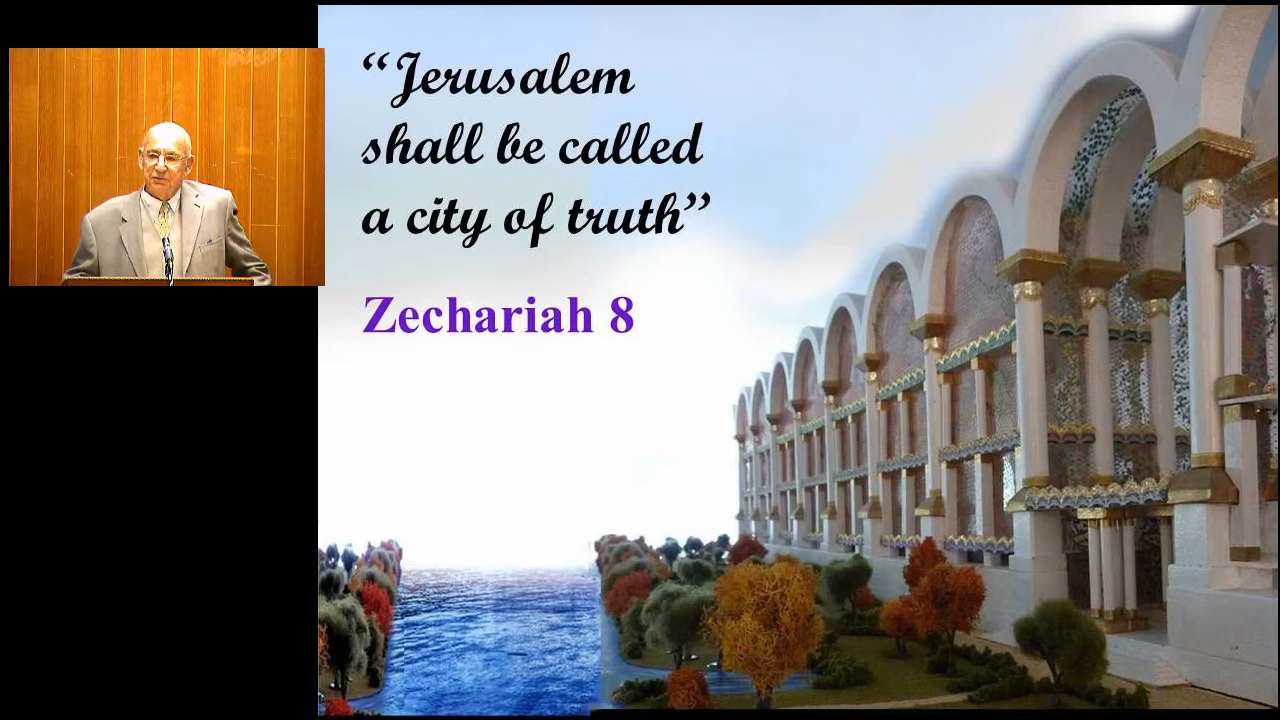 “Jerusalem
shall be called
a city of truth”
Zechariah 8